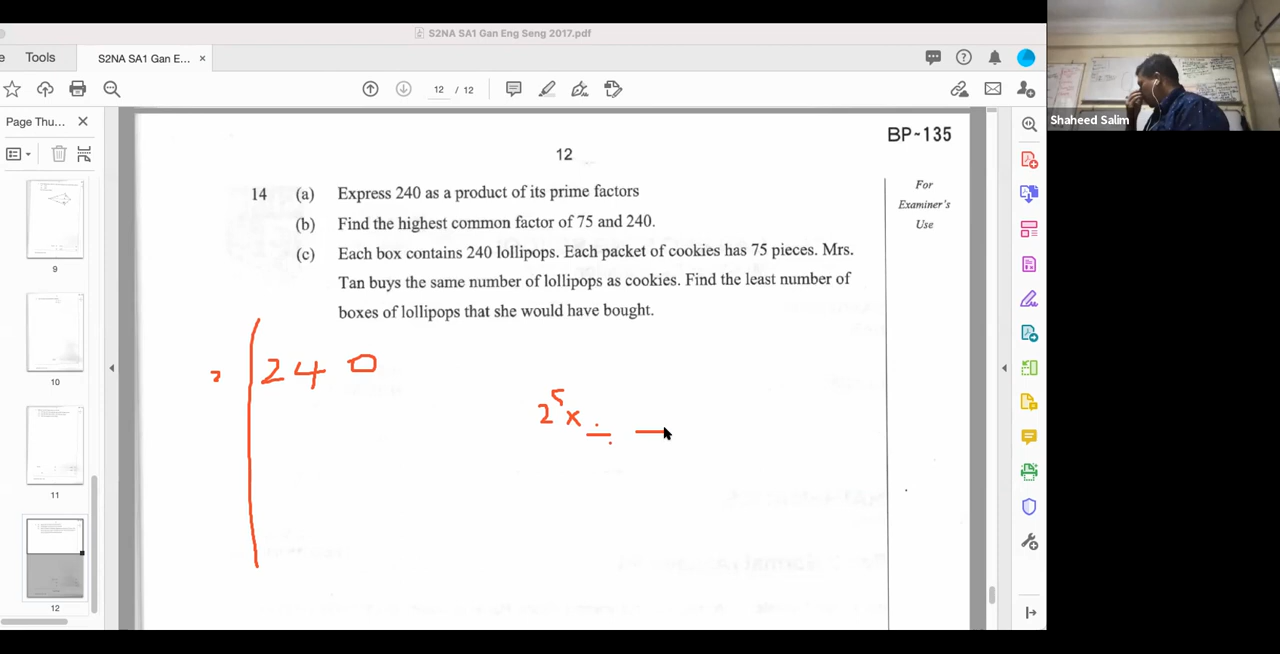 S2NA SA1 Gan Eng Seng 2017.pdf
e Tools S2NA SA1 Gan E... ×
12 / 12
Shaheed Salim
Page Thu... ×
9
10
11
12
BP-135
12
For
Examiner's
Use
14 (a) Express 240 as a product of its prime factors
(b) Find the highest common factor of 75 and 240.
(c) Each box contains 240 lollipops. Each packet of cookies has 75 pieces. Mrs.
Tan buys the same number of lollipops as cookies. Find the least number of
boxes of lollipops that she would have bought.
2 240
2⁵ × ÷ —